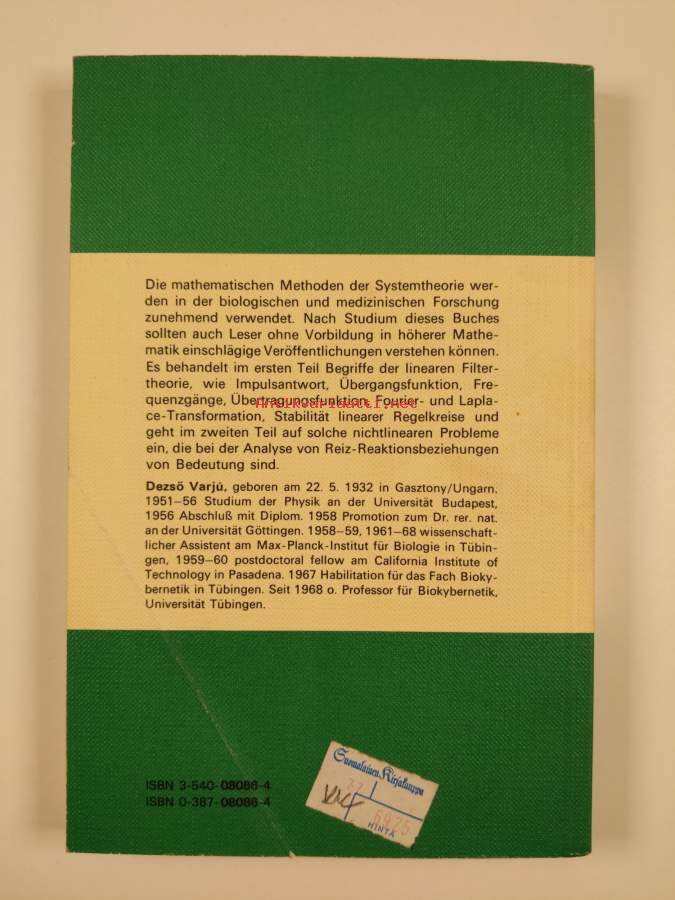 Die mathematischen Methoden der Systemtheorie wer-
den in der biologischen und medizinischen Forschung
zunehmend verwendet. Nach Studium dieses Buches
sollten auch Leser ohne Vorbildung in höherer Mathe-
matik einschlägige Veröffentlichungen verstehen können.
Es behandelt im ersten Teil Begriffe der linearen Filter-
theorie, wie Impulsantwort, Übergangsfunktion, Fre-
quenzgänge, Übertragungsfunktion, Fourier- und Lapla-
Antikvariaatti.net
ce-Transformation, Stabilität linearer Regelkreise und
geht im zweiten Teil auf solche nichtlinearen Probleme
ein, die bei der Analyse von Reiz-Reaktionsbeziehungen
von Bedeutung sind.
Dezsö Varjú, geboren am 22. 5. 1932 in Gasztony/Ungarn.
1951–56 Studium der Physik an der Universität Budapest,
1956 Abschluß mit Diplom. 1958 Promotion zum Dr. rer. nat.
an der Universität Göttingen. 1958–59, 1961–68 wissenschaft-
licher Assistent am Max-Planck-Institut für Biologie in Tübin-
gen, 1959–60 postdoctoral fellow am California Institute of
Technology in Pasadena. 1967 Habilitation für das Fach Bioky-
bernetik in Tübingen. Seit 1968 o. Professor für Biokybernetik,
Universität Tübingen.
Suomalainen Kirjakauppa
77
6925
HINTA
ISBN 3-540-08086-4
ISBN 0-387-08086-4